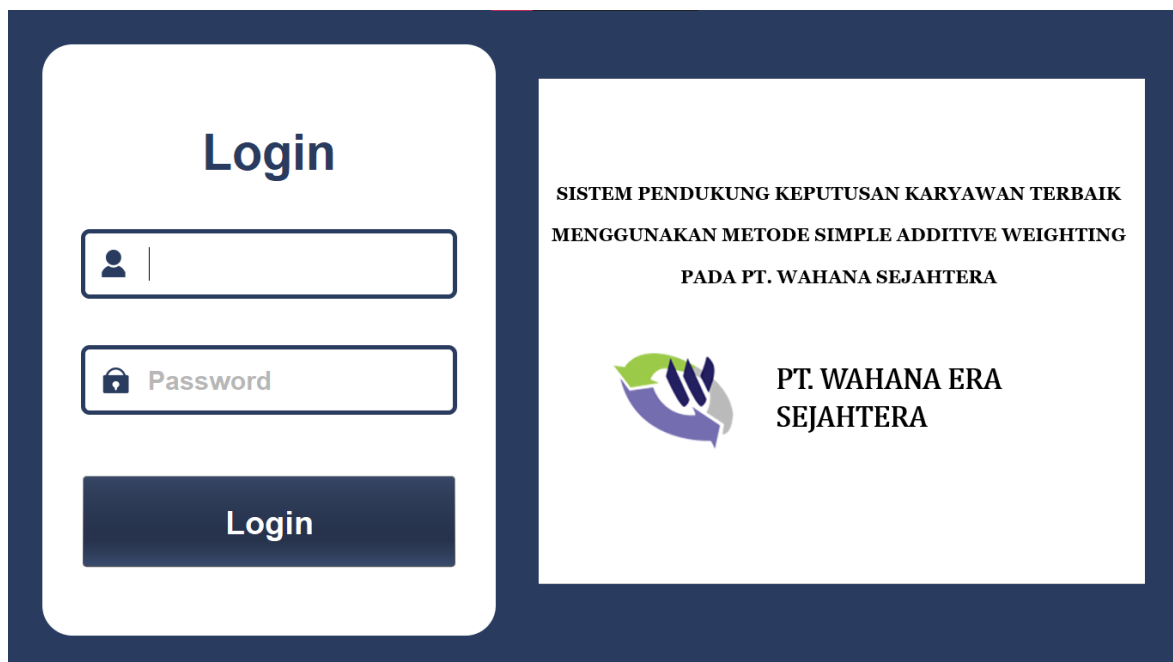 Login
Password
Login
SISTEM PENDUKUNG KEPUTUSAN KARYAWAN TERBAIK
MENGGUNAKAN METODE SIMPLE ADDITIVE WEIGHTING
PADA PT. WAHANA SEJAHTERA
PT. WAHANA ERA
SEJAHTERA